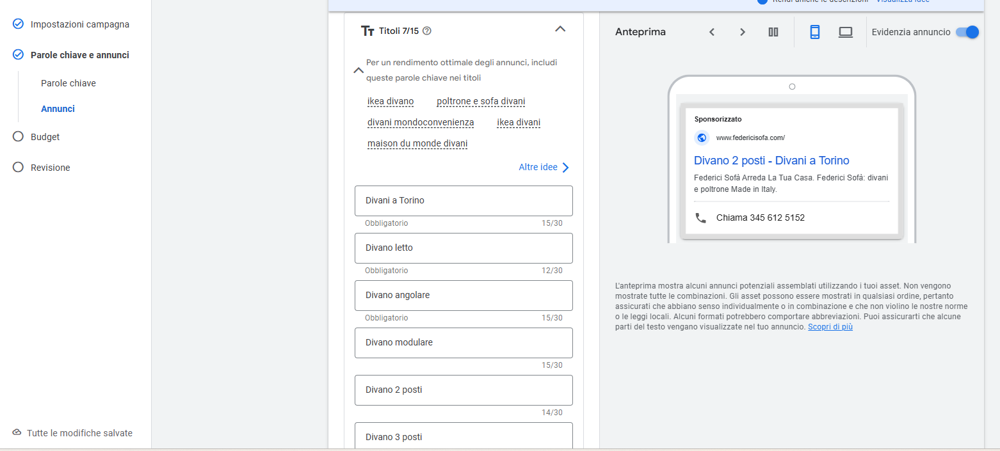 Rendi uniche le descrizioni Visualizza idee
Impostazioni campagna
Parole chiave e annunci
Parole chiave
Annunci
Budget
Revisione
Tutte le modifiche salvate
Titoli 7/15
Per un rendimento ottimale degli annunci, includi
queste parole chiave nei titoli
ikea divano poltrone e sofa divani
divani mondoconvenienza ikea divani
maison du monde divani
Altre idee
Divani a Torino
Obbligatorio 15/30
Divano letto
Obbligatorio 12/30
Divano angolare
Obbligatorio 15/30
Divano modulare
15/30
Divano 2 posti
14/30
Divano 3 posti
Anteprima
Evidenzia annuncio
Sponsorizzato
www.federicisofa.com/
Divano 2 posti - Divani a Torino
Federici Sofà Arreda La Tua Casa. Federici Sofà: divani
e poltrone Made in Italy.
Chiama 345 612 5152
L'anteprima mostra alcuni annunci potenziali assemblati utilizzando i tuoi asset. Non vengono
mostrate tutte le combinazioni. Gli asset possono essere mostrati in qualsiasi ordine, pertanto
assicurati che abbiano senso individualmente o in combinazione e che non violino le nostre norme
o le leggi locali. Alcuni formati potrebbero comportare abbreviazioni. Puoi assicurarti che alcune
parti del testo vengano visualizzate nel tuo annuncio. Scopri di più